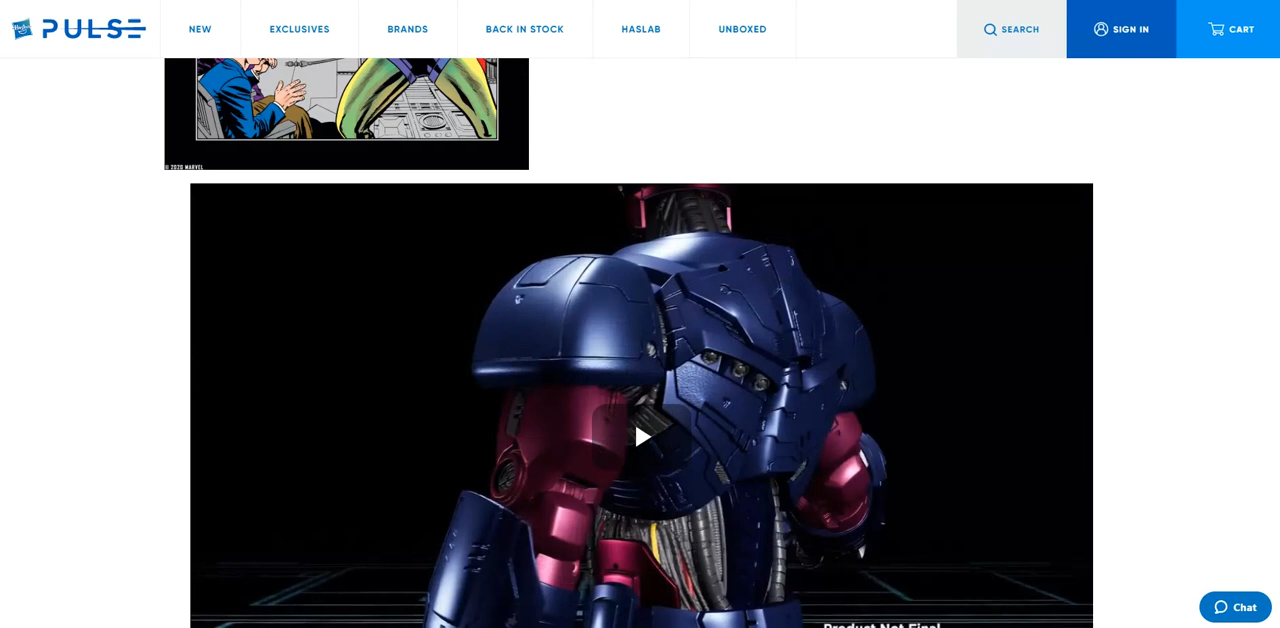 Hasbro PULSE
NEW
EXCLUSIVES
BRANDS
BACK IN STOCK
HASLAB
UNBOXED
SEARCH
SIGN IN
CART
© 2020 MARVEL
Product Not Final
Chat